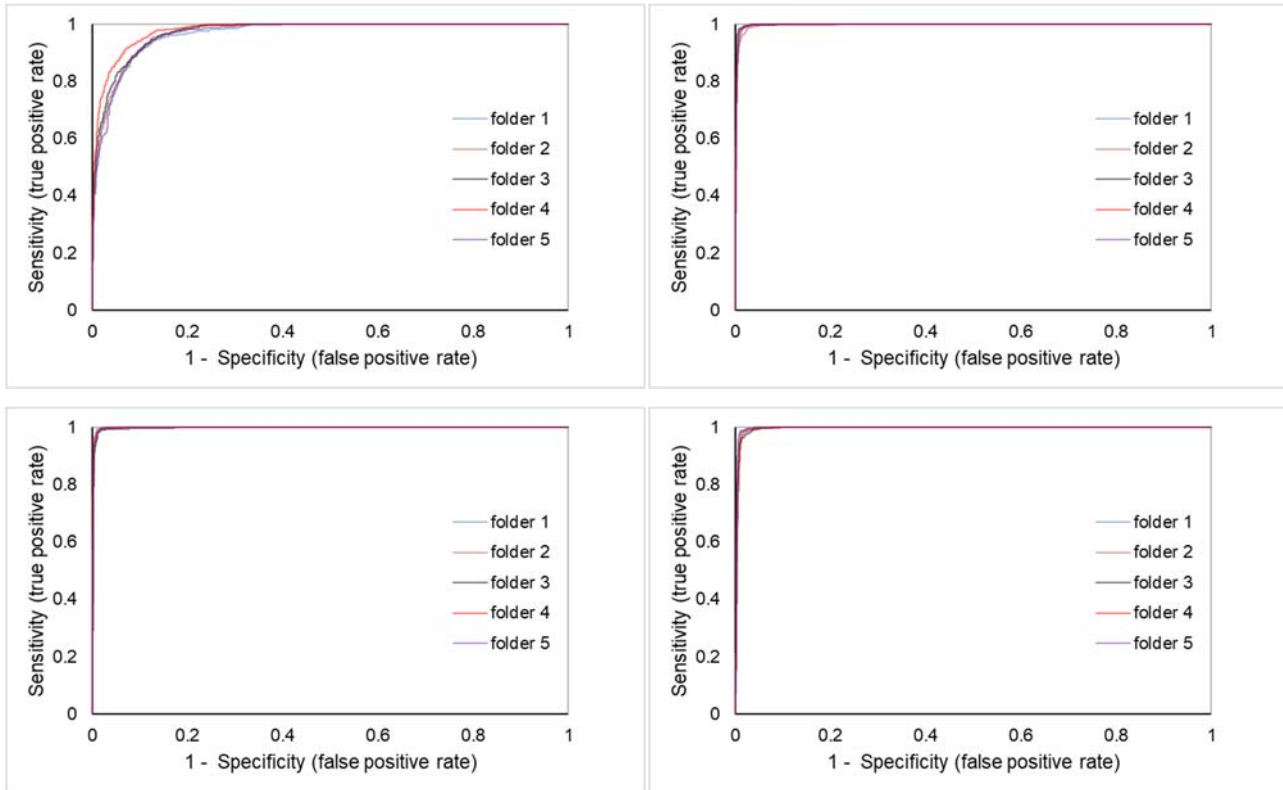 1
0.8
0.6
0.4
0.2
0
Sensitivity (true positive rate)
folder 1
folder 2
folder 3
folder 4
folder 5
0 0.2 0.4 0.6 0.8 1
1 - Specificity (false positive rate)
1
0.8
0.6
0.4
0.2
0
Sensitivity (true positive rate)
folder 1
folder 2
folder 3
folder 4
folder 5
0 0.2 0.4 0.6 0.8 1
1 - Specificity (false positive rate)
1
0.8
0.6
0.4
0.2
0
Sensitivity (true positive rate)
folder 1
folder 2
folder 3
folder 4
folder 5
0 0.2 0.4 0.6 0.8 1
1 - Specificity (false positive rate)
1
0.8
0.6
0.4
0.2
0
Sensitivity (true positive rate)
folder 1
folder 2
folder 3
folder 4
folder 5
0 0.2 0.4 0.6 0.8 1
1 - Specificity (false positive rate)